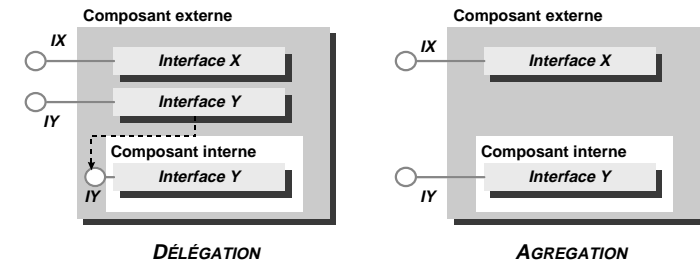 Composant externe
IX
Interface X
Interface Y
IY
Composant interne
Interface Y
IY
DÉLÉGATION
Composant externe
IX
Interface X
Composant interne
Interface Y
IY
AGREGATION